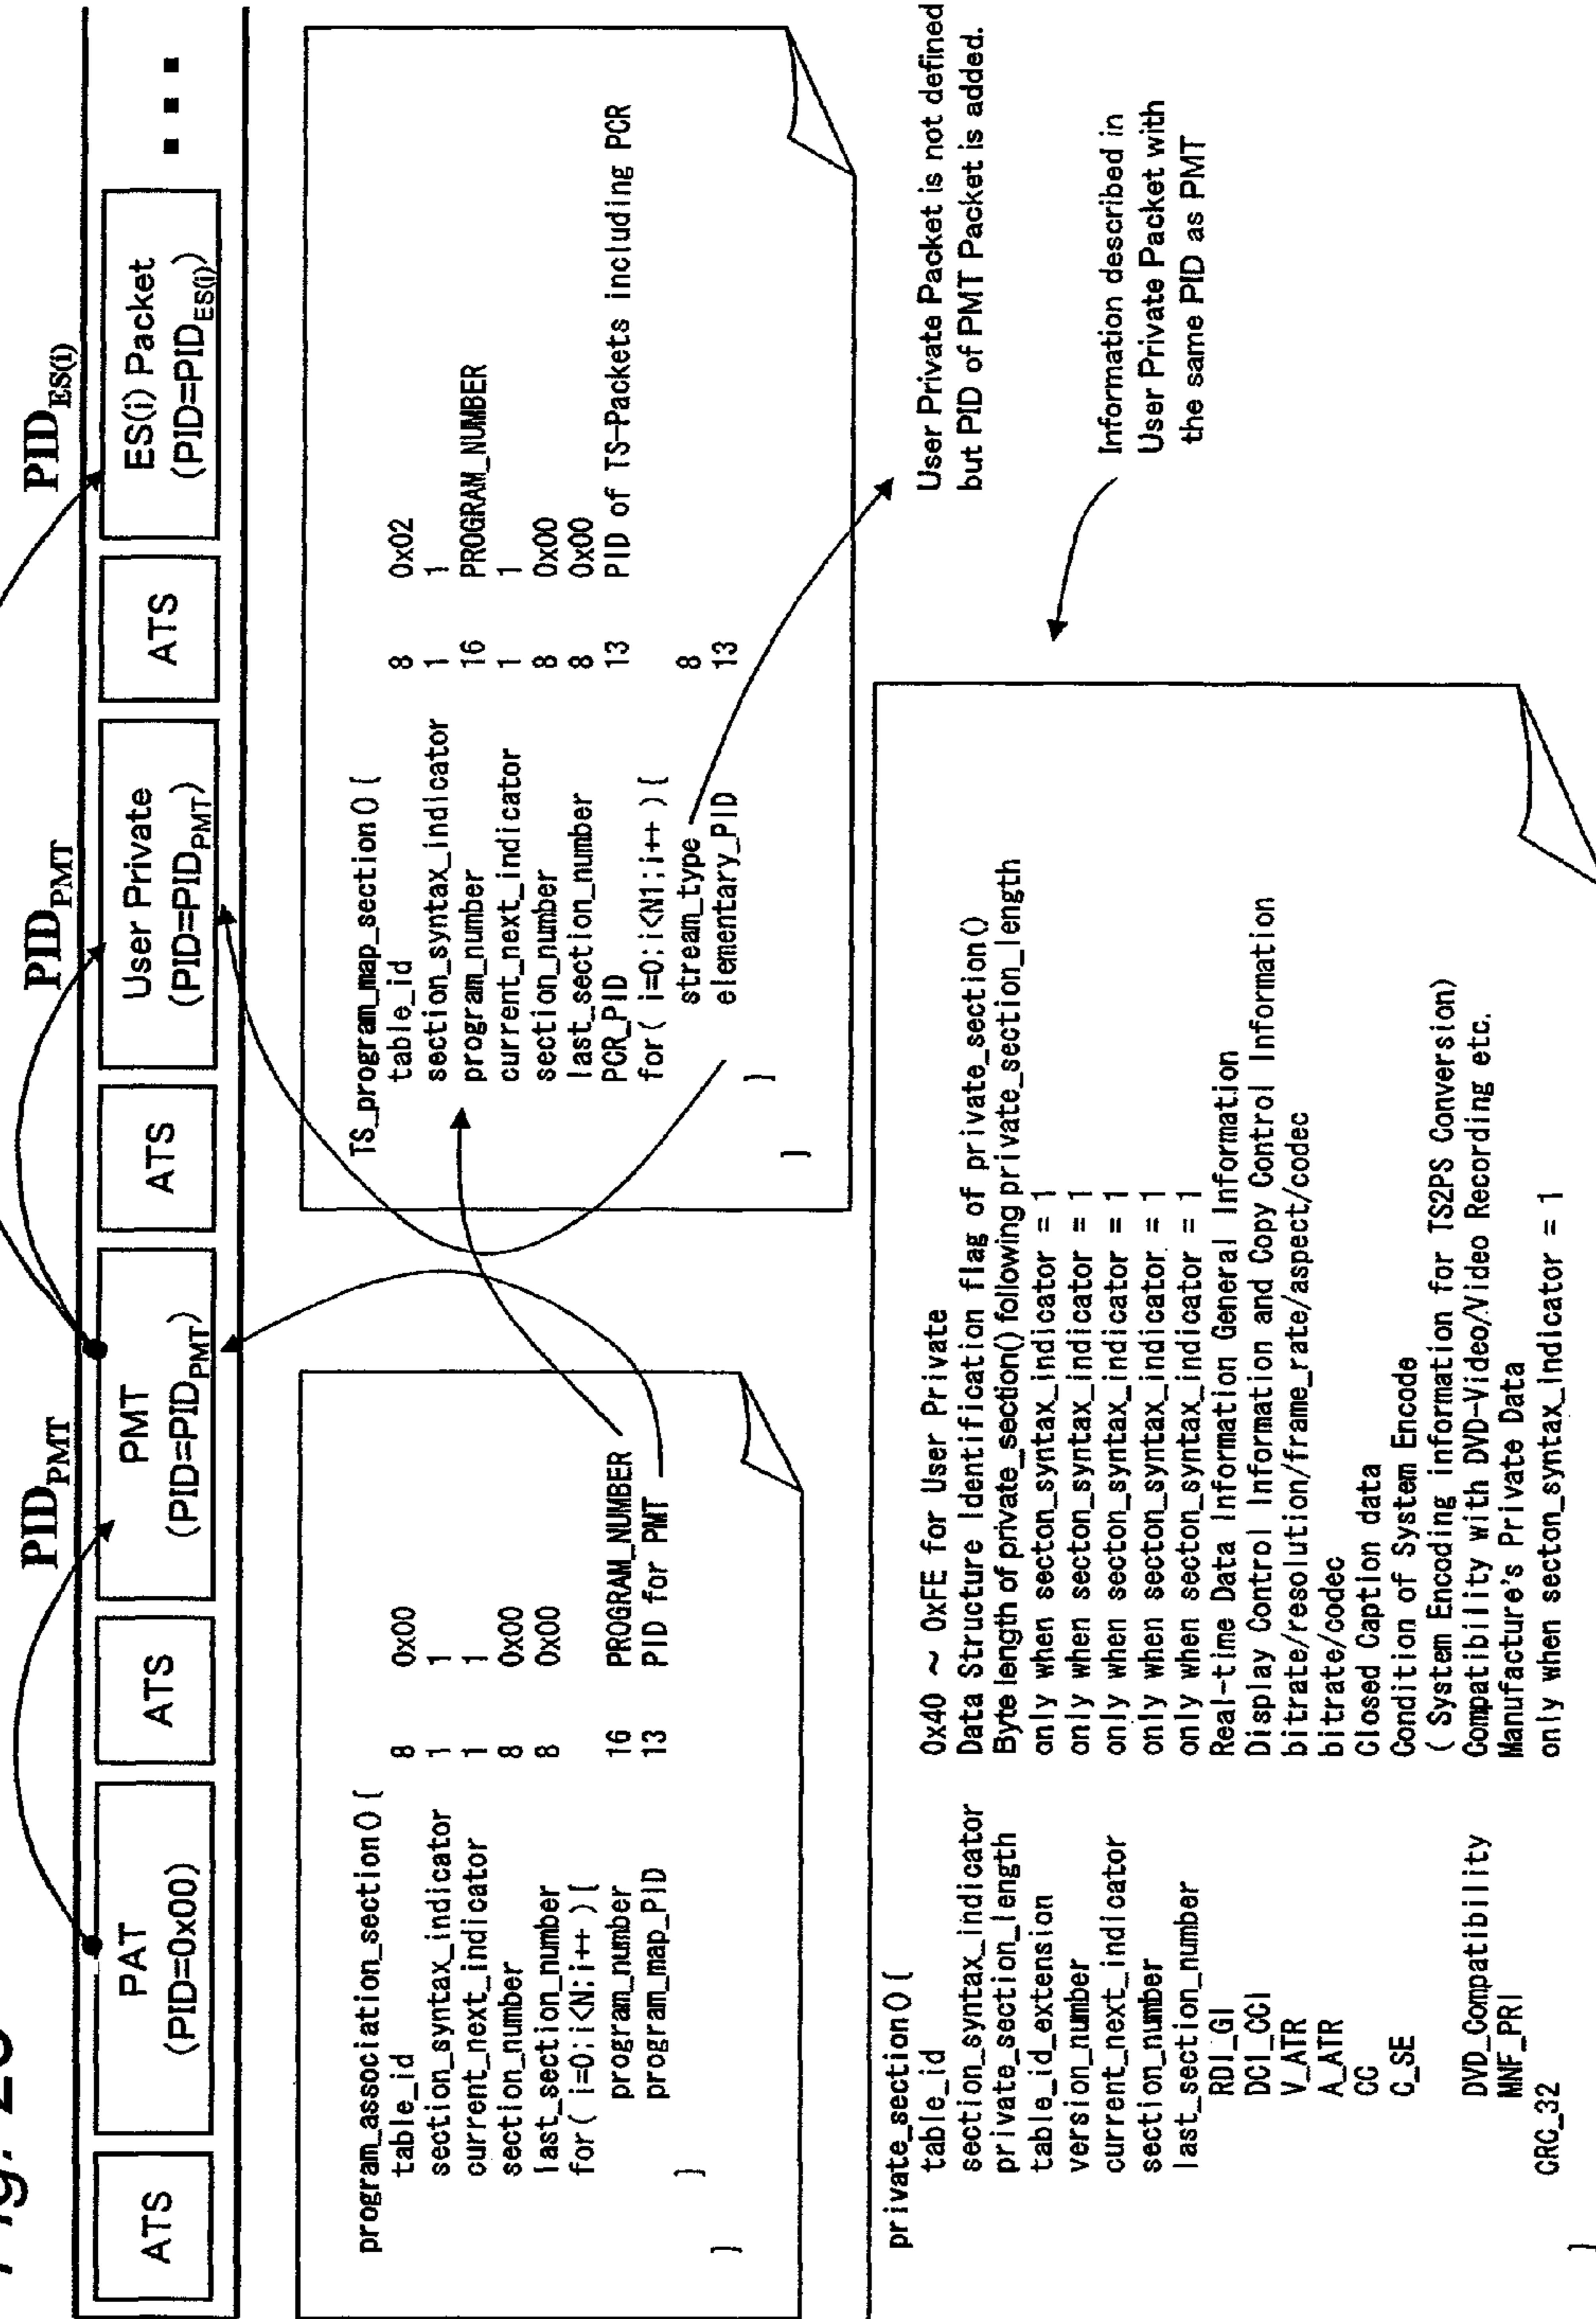 PID_PMT
PID_PMT
PID_ES(i)
ATS
PAT
(PID=0x00)
ATS
PMT
(PID=PID_PMT)
ATS
User Private
(PID=PID_PMT)
ATS
ES(i) Packet
(PID=PID_ES(i))
■ ■ ■
program_association_section() {
table_id 8 0x00
section_syntax_indicator 1 1
current_next_indicator 1 1
section_number 8 0x00
last_section_number 8 0x00
for( i=0;i<N;i++ ) {
program_number 16 PROGRAM_NUMBER
program_map_PID 13 PID for PMT
}
}
TS_program_map_section() {
table_id 8 0x02
section_syntax_indicator 1 1
program_number 16 PROGRAM_NUMBER
current_next_indicator 1 1
section_number 8 0x00
last_section_number 8 0x00
PCR_PID 13 PID of TS-Packets including PCR
for( i=0;i<N1;i++ ) {
stream_type 8
elementary_PID 13
}
}
User Private Packet is not defined
but PID of PMT Packet is added.
Information described in
User Private Packet with
the same PID as PMT
private_section() {
table_id 0x40 ~ 0xFE for User Private
section_syntax_indicator Data Structure Identification flag of private_section()
private_section_length Byte length of private_section() following private_section_length
table_id_extension only when secton_syntax_indicator = 1
version_number only when secton_syntax_indicator = 1
current_next_indicator only when secton_syntax_indicator = 1
section_number only when secton_syntax_indicator = 1
last_section_number only when secton_syntax_indicator = 1
RDI_GI Real-time Data Information General Information
DCI_CCI Display Control Information and Copy Control Information
V_ATR bitrate/resolution/frame_rate/aspect/codec
A_ATR bitrate/codec
CC Closed Caption data
C_SE Condition of System Encode
( System Encoding information for TS2PS Conversion)
DVD_Compatibility Compatibility with DVD-Video/Video Recording etc.
MNF_PRI Manufacture's Private Data
CRC_32 only when secton_syntax_indicator = 1
}